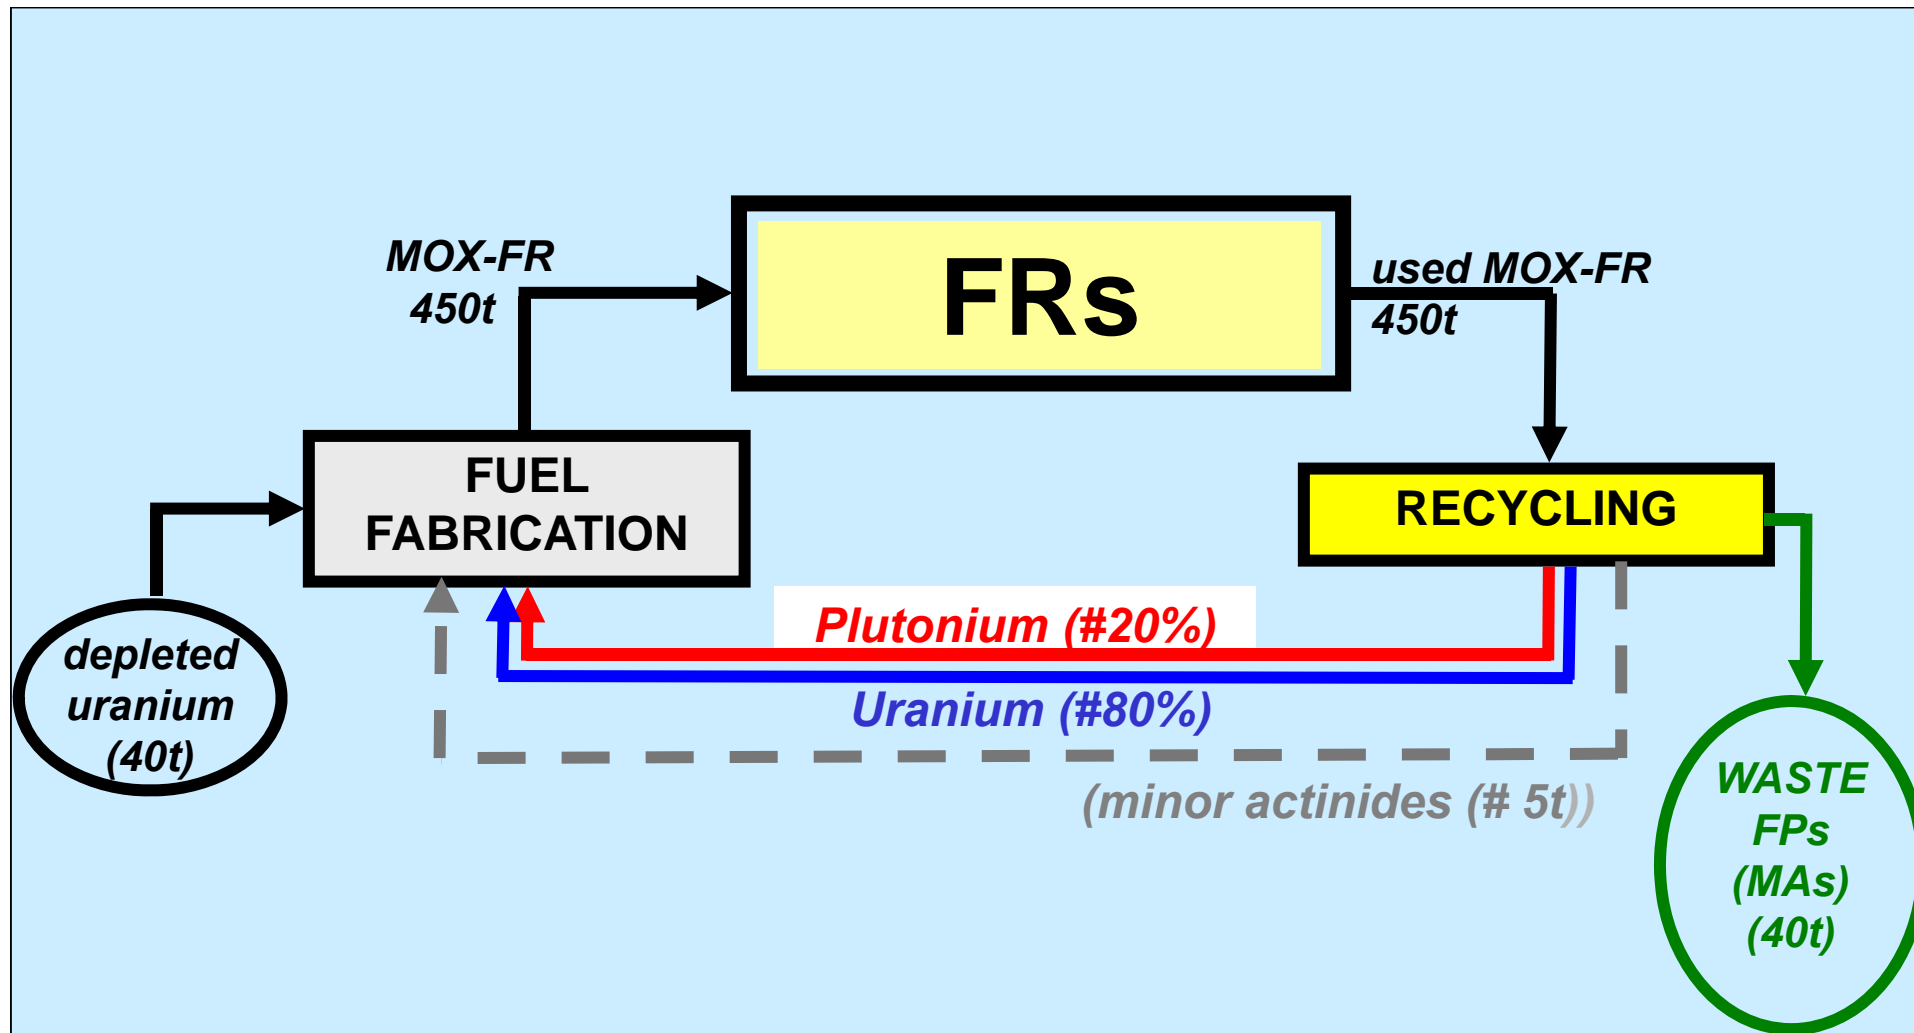 MOX-FR
450t
FRs
used MOX-FR
450t
FUEL
FABRICATION
RECYCLING
depleted
uranium
(40t)
Plutonium (#20%)
Uranium (#80%)
(minor actinides (# 5t))
WASTE
FPs
(MAs)
(40t)